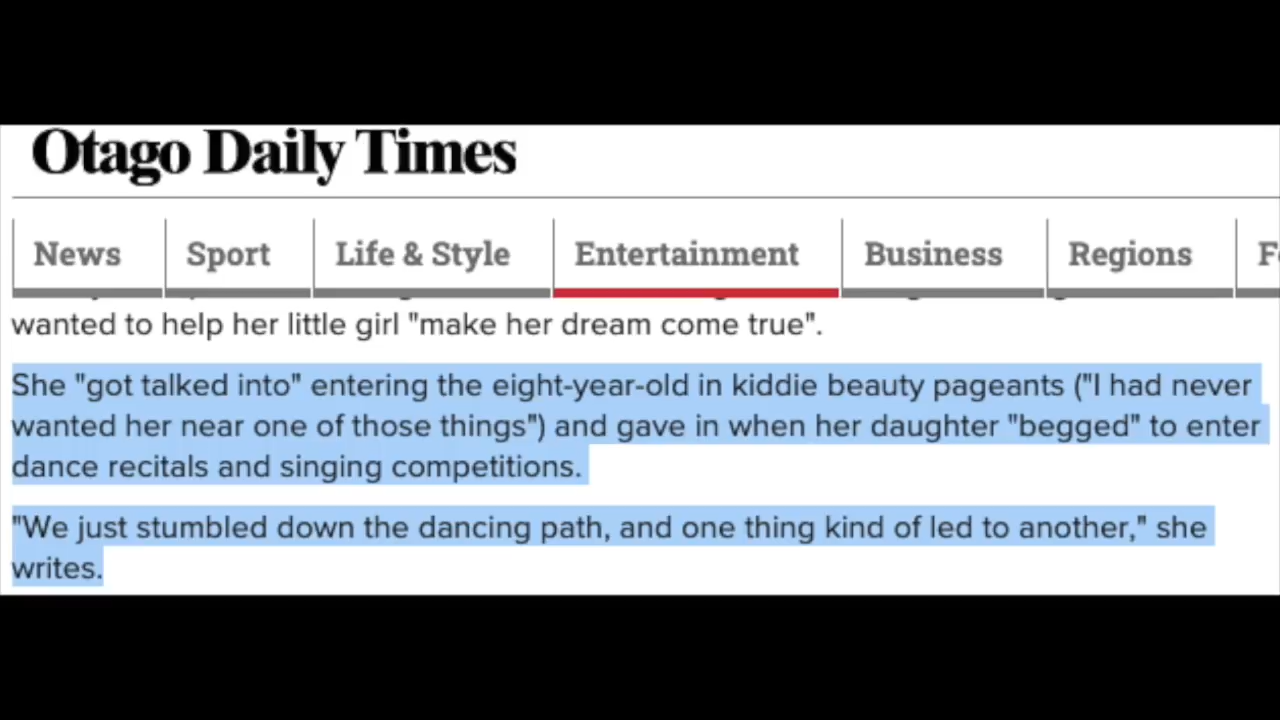 Otago Daily Times
News Sport Life & Style Entertainment Business Regions
wanted to help her little girl "make her dream come true".
She "got talked into" entering the eight-year-old in kiddie beauty pageants ("I had never
wanted her near one of those things") and gave in when her daughter "begged" to enter
dance recitals and singing competitions.
"We just stumbled down the dancing path, and one thing kind of led to another," she
writes.